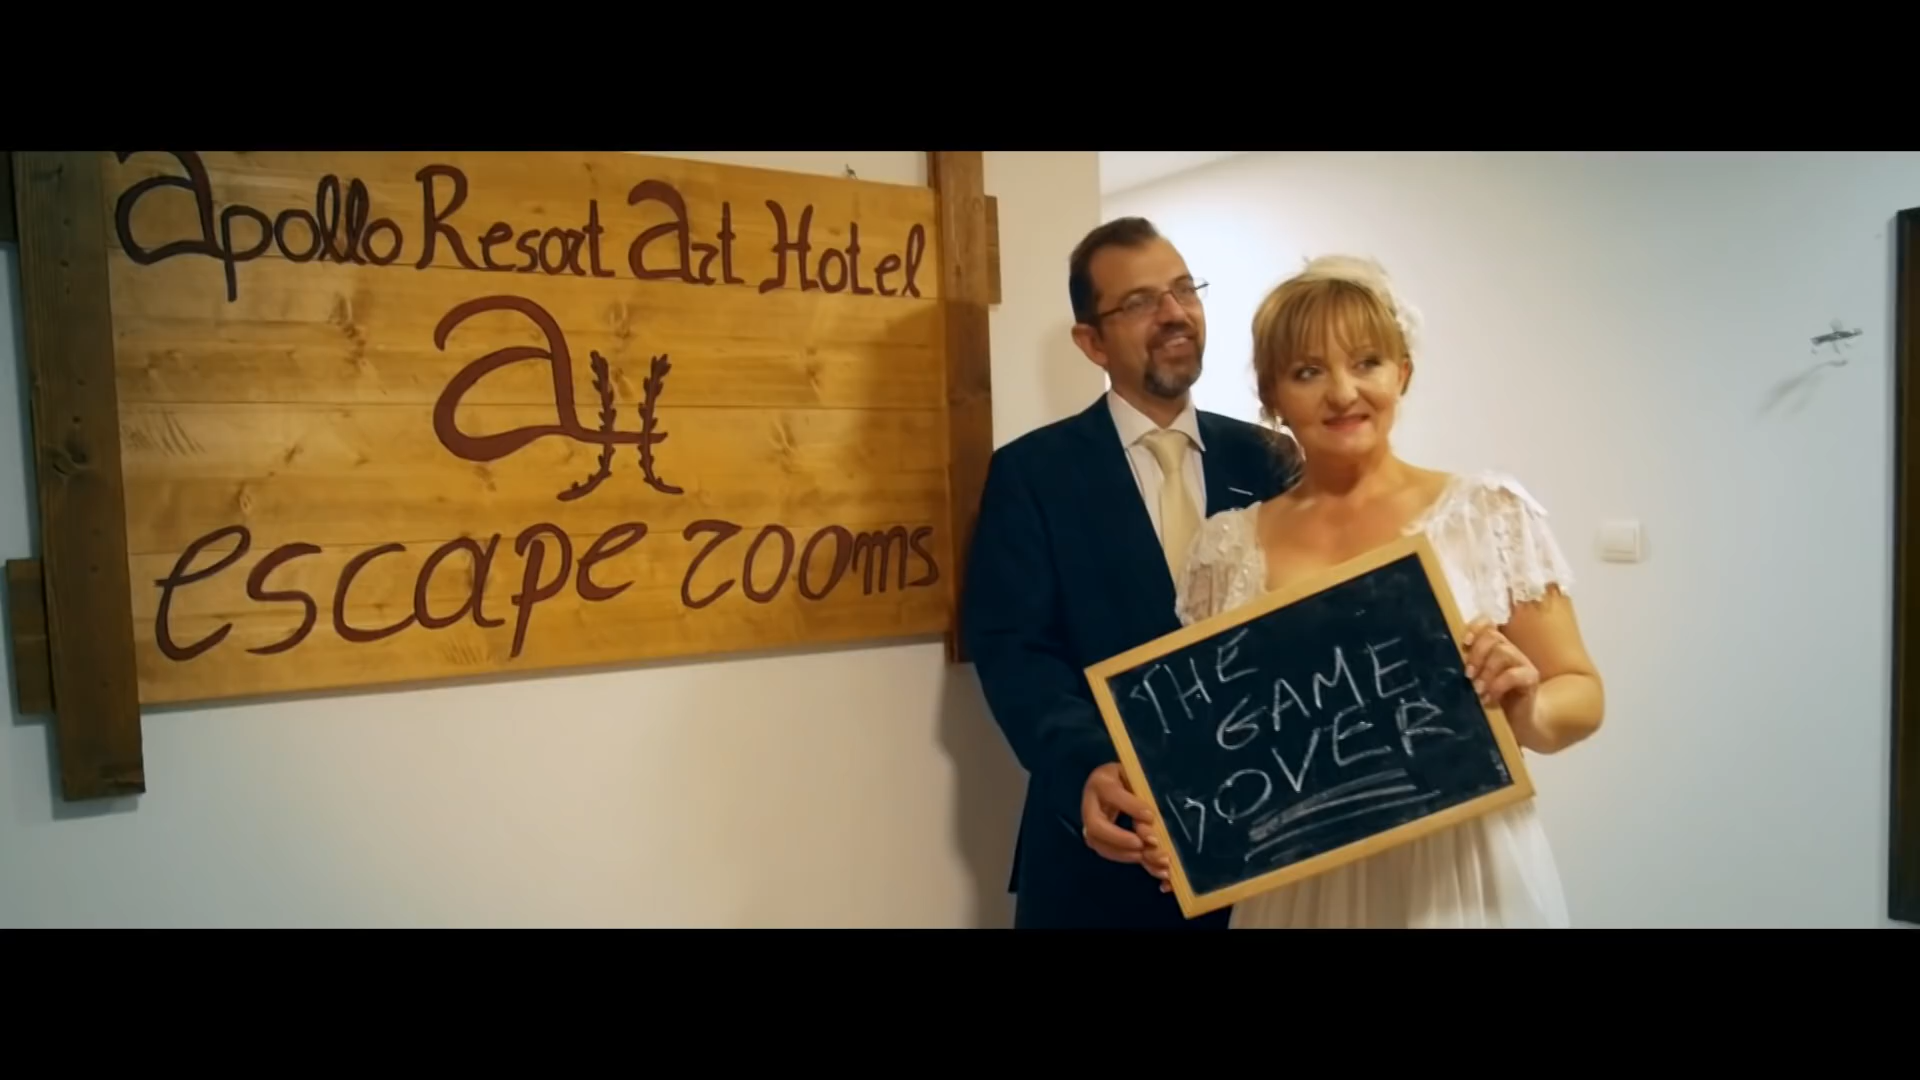 apollo Resort art Hotel
aH
escape rooms
THE
GAME
OVER